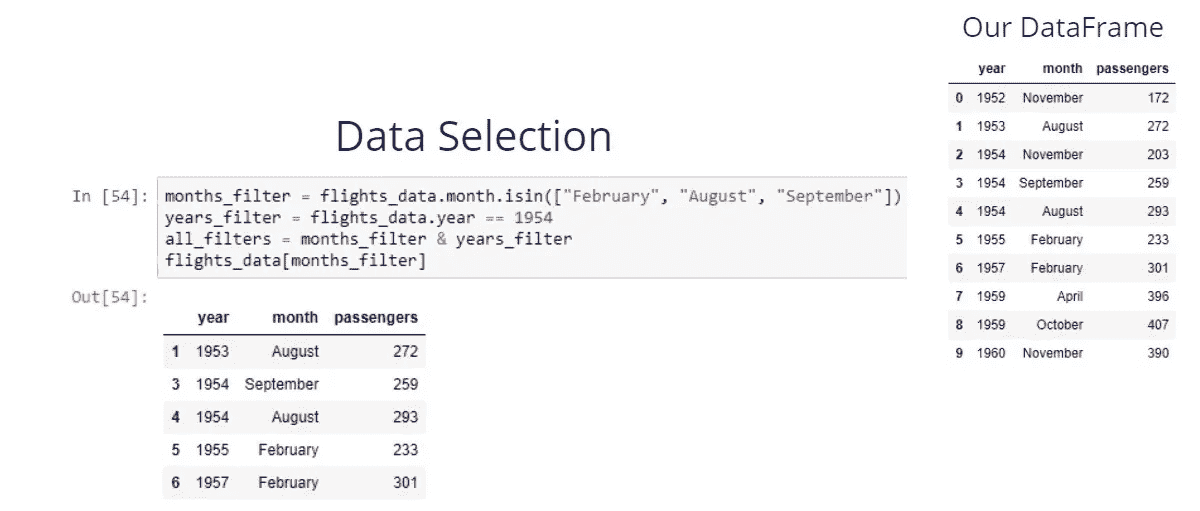 Data Selection
In [54]: months_filter = flights_data.month.isin(["February", "August", "September"])
years_filter = flights_data.year == 1954
all_filters = months_filter & years_filter
flights_data[months_filter]
Out[54]:
year month passengers
1 1953 August 272
3 1954 September 259
4 1954 August 293
5 1955 February 233
6 1957 February 301
Our DataFrame
year month passengers
0 1952 November 172
1 1953 August 272
2 1954 November 203
3 1954 September 259
4 1954 August 293
5 1955 February 233
6 1957 February 301
7 1959 April 396
8 1959 October 407
9 1960 November 390